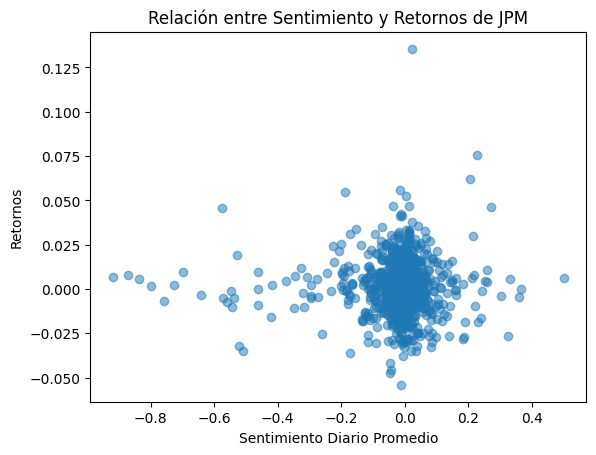 Relación entre Sentimiento y Retornos de JPM
Retornos
0.125
0.100
0.075
0.050
0.025
0.000
−0.025
−0.050
−0.8 −0.6 −0.4 −0.2 0.0 0.2 0.4
Sentimiento Diario Promedio